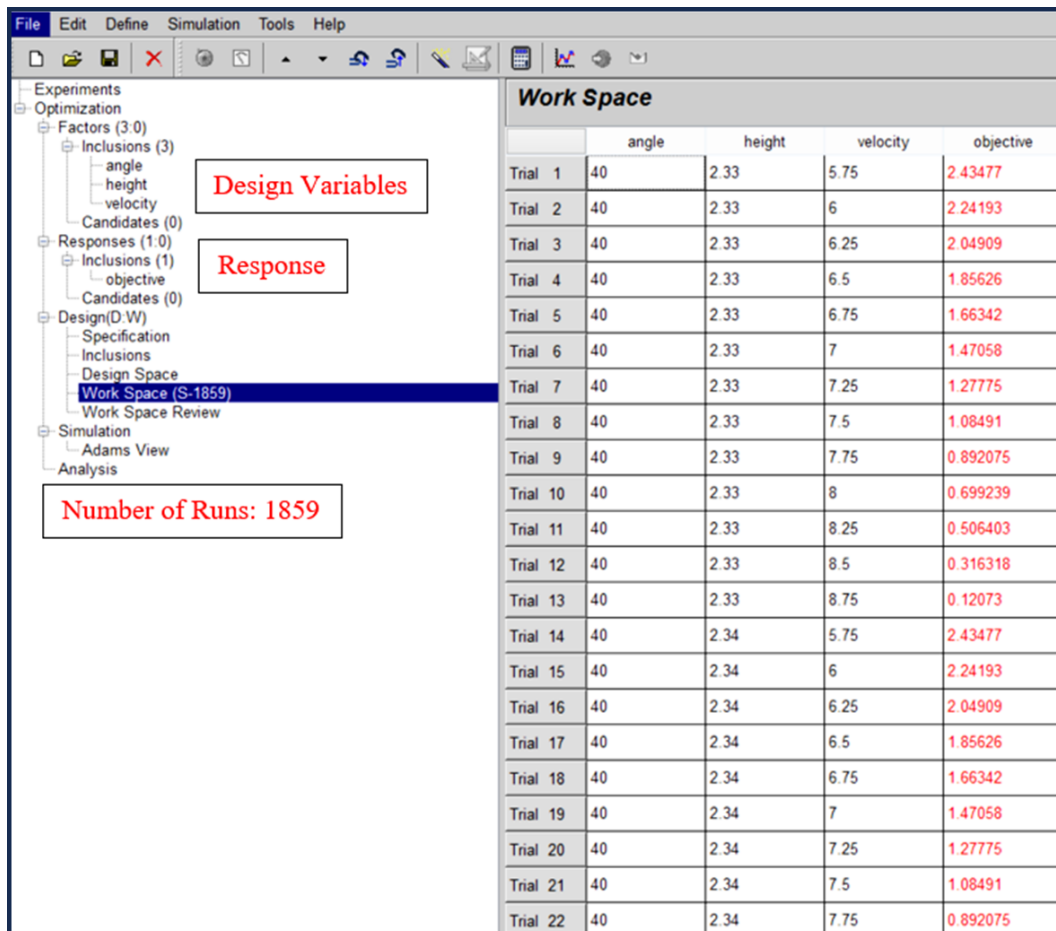 File Edit Define Simulation Tools Help
Experiments
Optimization
Factors (3:0)
Inclusions (3)
angle
height
velocity
Candidates (0)
Responses (1:0)
Inclusions (1)
objective
Candidates (0)
Design(D:W)
Specification
Inclusions
Design Space
Work Space (S-1859)
Work Space Review
Simulation
Adams View
Analysis
Design Variables
Response
Number of Runs: 1859
Work Space
angle height velocity objective
Trial 1 40 2.33 5.75 2.43477
Trial 2 40 2.33 6 2.24193
Trial 3 40 2.33 6.25 2.04909
Trial 4 40 2.33 6.5 1.85626
Trial 5 40 2.33 6.75 1.66342
Trial 6 40 2.33 7 1.47058
Trial 7 40 2.33 7.25 1.27775
Trial 8 40 2.33 7.5 1.08491
Trial 9 40 2.33 7.75 0.892075
Trial 10 40 2.33 8 0.699239
Trial 11 40 2.33 8.25 0.506403
Trial 12 40 2.33 8.5 0.316318
Trial 13 40 2.33 8.75 0.12073
Trial 14 40 2.34 5.75 2.43477
Trial 15 40 2.34 6 2.24193
Trial 16 40 2.34 6.25 2.04909
Trial 17 40 2.34 6.5 1.85626
Trial 18 40 2.34 6.75 1.66342
Trial 19 40 2.34 7 1.47058
Trial 20 40 2.34 7.25 1.27775
Trial 21 40 2.34 7.5 1.08491
Trial 22 40 2.34 7.75 0.892075